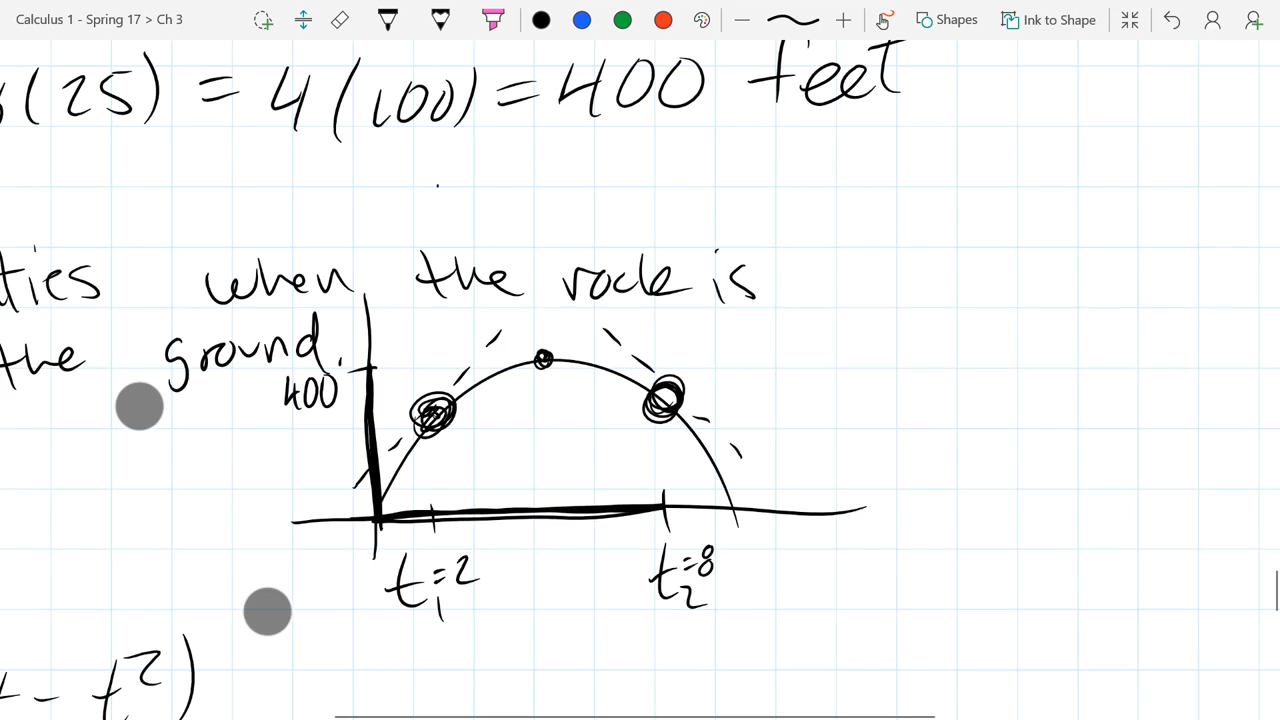 Calculus 1 - Spring 17 > Ch 3
Shapes
Ink to Shape
(25) = 4(100) = 400 feet
ties when the rock is
the ground.
400
t₁=2
t₂=8
- t²)